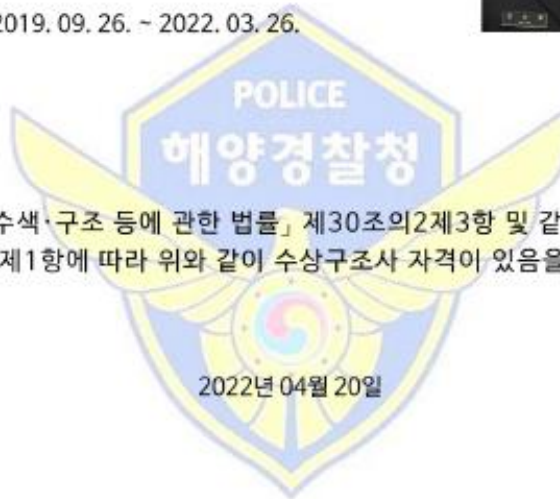 2019. 09. 26. ~ 2022. 03. 26.
POLICE
해양경찰청
수색·구조 등에 관한 법률」 제30조의2제3항 및 같
제1항에 따라 위와 같이 수상구조사 자격이 있음을
2022년 04월 20일